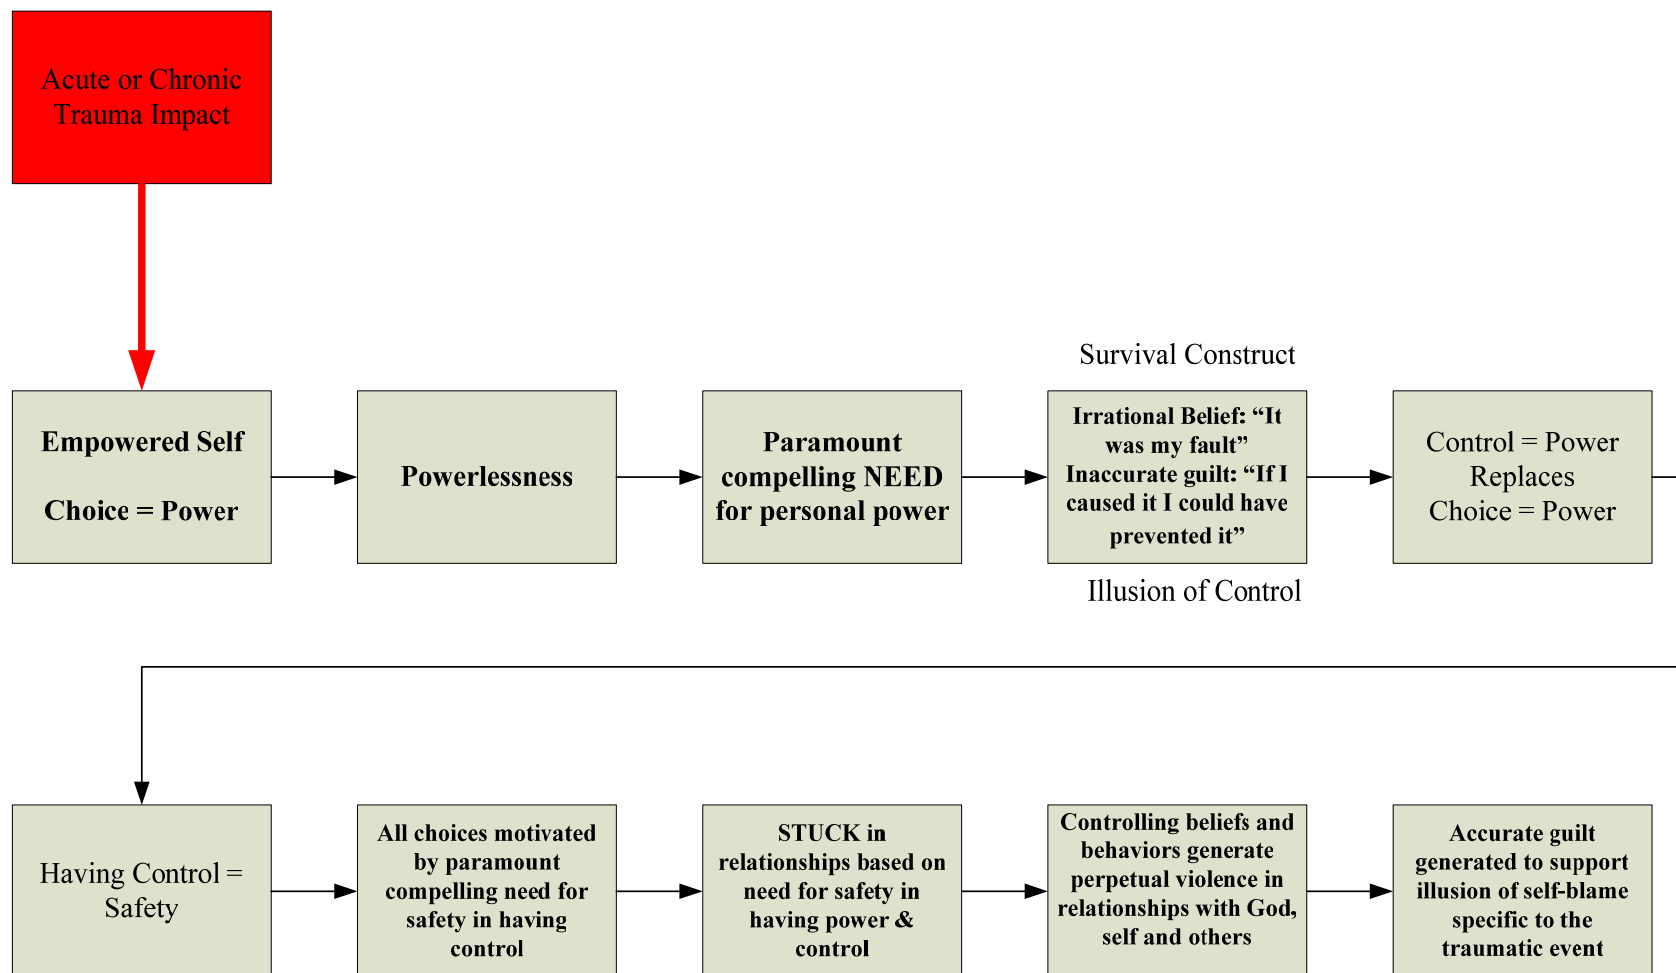 Acute or Chronic
Trauma Impact
Empowered Self
Choice = Power
Powerlessness
Paramount
compelling NEED
for personal power
Survival Construct
Irrational Belief: “It
was my fault”
Inaccurate guilt: “If I
caused it I could have
prevented it”
Illusion of Control
Control = Power
Replaces
Choice = Power
Having Control =
Safety
All choices motivated
by paramount
compelling need for
safety in having
control
STUCK in
relationships based on
need for safety in
having power &
control
Controlling beliefs and
behaviors generate
perpetual violence in
relationships with God,
self and others
Accurate guilt
generated to support
illusion of self-blame
specific to the
traumatic event